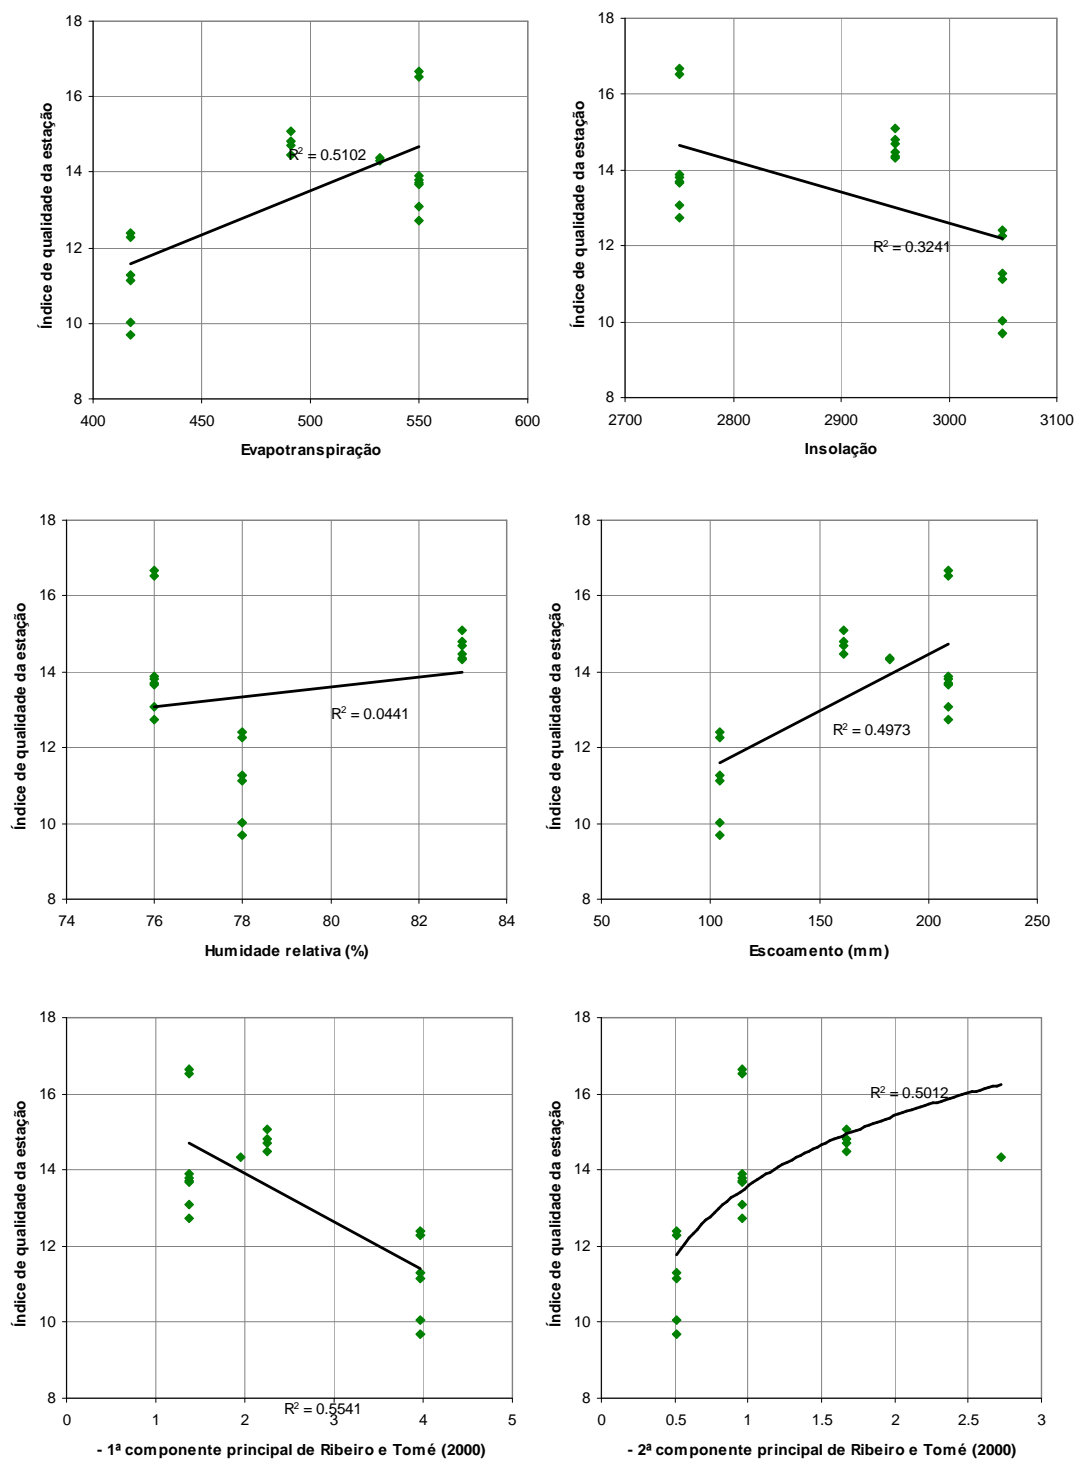 18
16
14
12
10
8
Índice de qualidade da estação
R² = 0.5102
400 450 500 550 600
Evapotranspiração
18
16
14
12
10
8
Índice de qualidade da estação
R² = 0.3241
2700 2800 2900 3000 3100
Insolação
18
16
14
12
10
8
Índice de qualidade da estação
R² = 0.0441
74 76 78 80 82 84
Humidade relativa (%)
18
16
14
12
10
8
Índice de qualidade da estação
R² = 0.4973
50 100 150 200 250
Escoamento (mm)
18
16
14
12
10
8
Índice de qualidade da estação
R² = 0.5541
0 1 2 3 4 5
- 1ª componente principal de Ribeiro e Tomé (2000)
18
16
14
12
10
8
Índice de qualidade da estação
R² = 0.5012
0 0.5 1 1.5 2 2.5 3
- 2ª componente principal de Ribeiro e Tomé (2000)